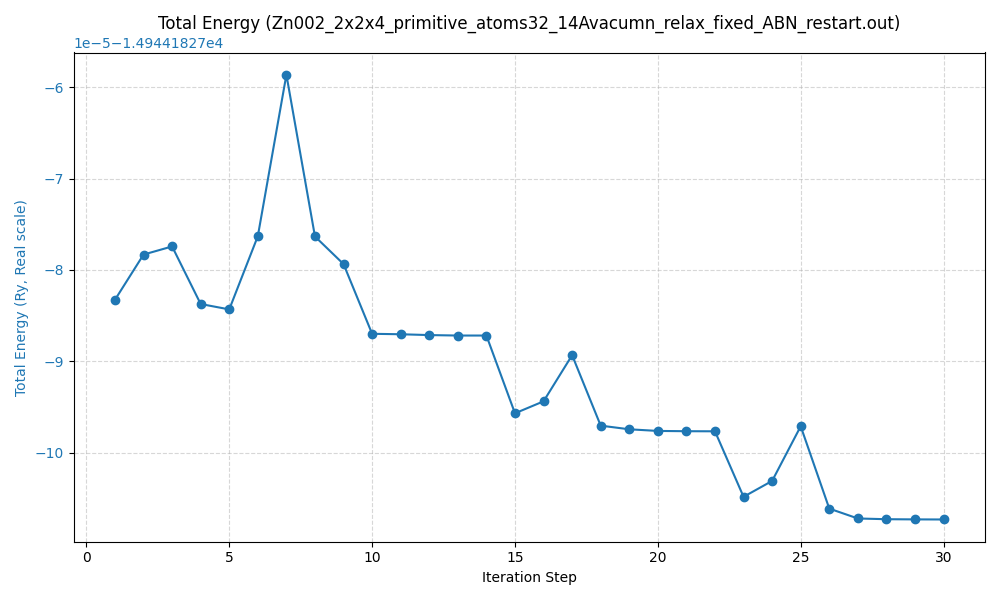 Total Energy (Zn002_2x2x4_primitive_atoms32_14Avacumn_relax_fixed_ABN_restart.out)
1e−5−1.49441827e4
−6
−7
−8
−9
−10
Total Energy (Ry, Real scale)
0 5 10 15 20 25 30
Iteration Step